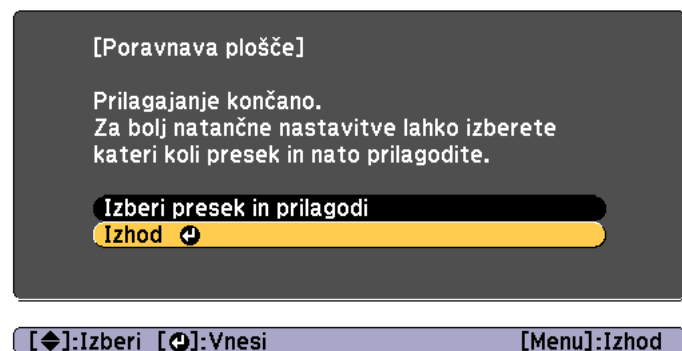 [Poravnava plošče]
Prilagajanje končano.
Za bolj natančne nastavitve lahko izberete
kateri koli presek in nato prilagodite.
Izberi presek in prilagodi
Izhod
[]:Izberi []:Vnesi [Menu]:Izhod